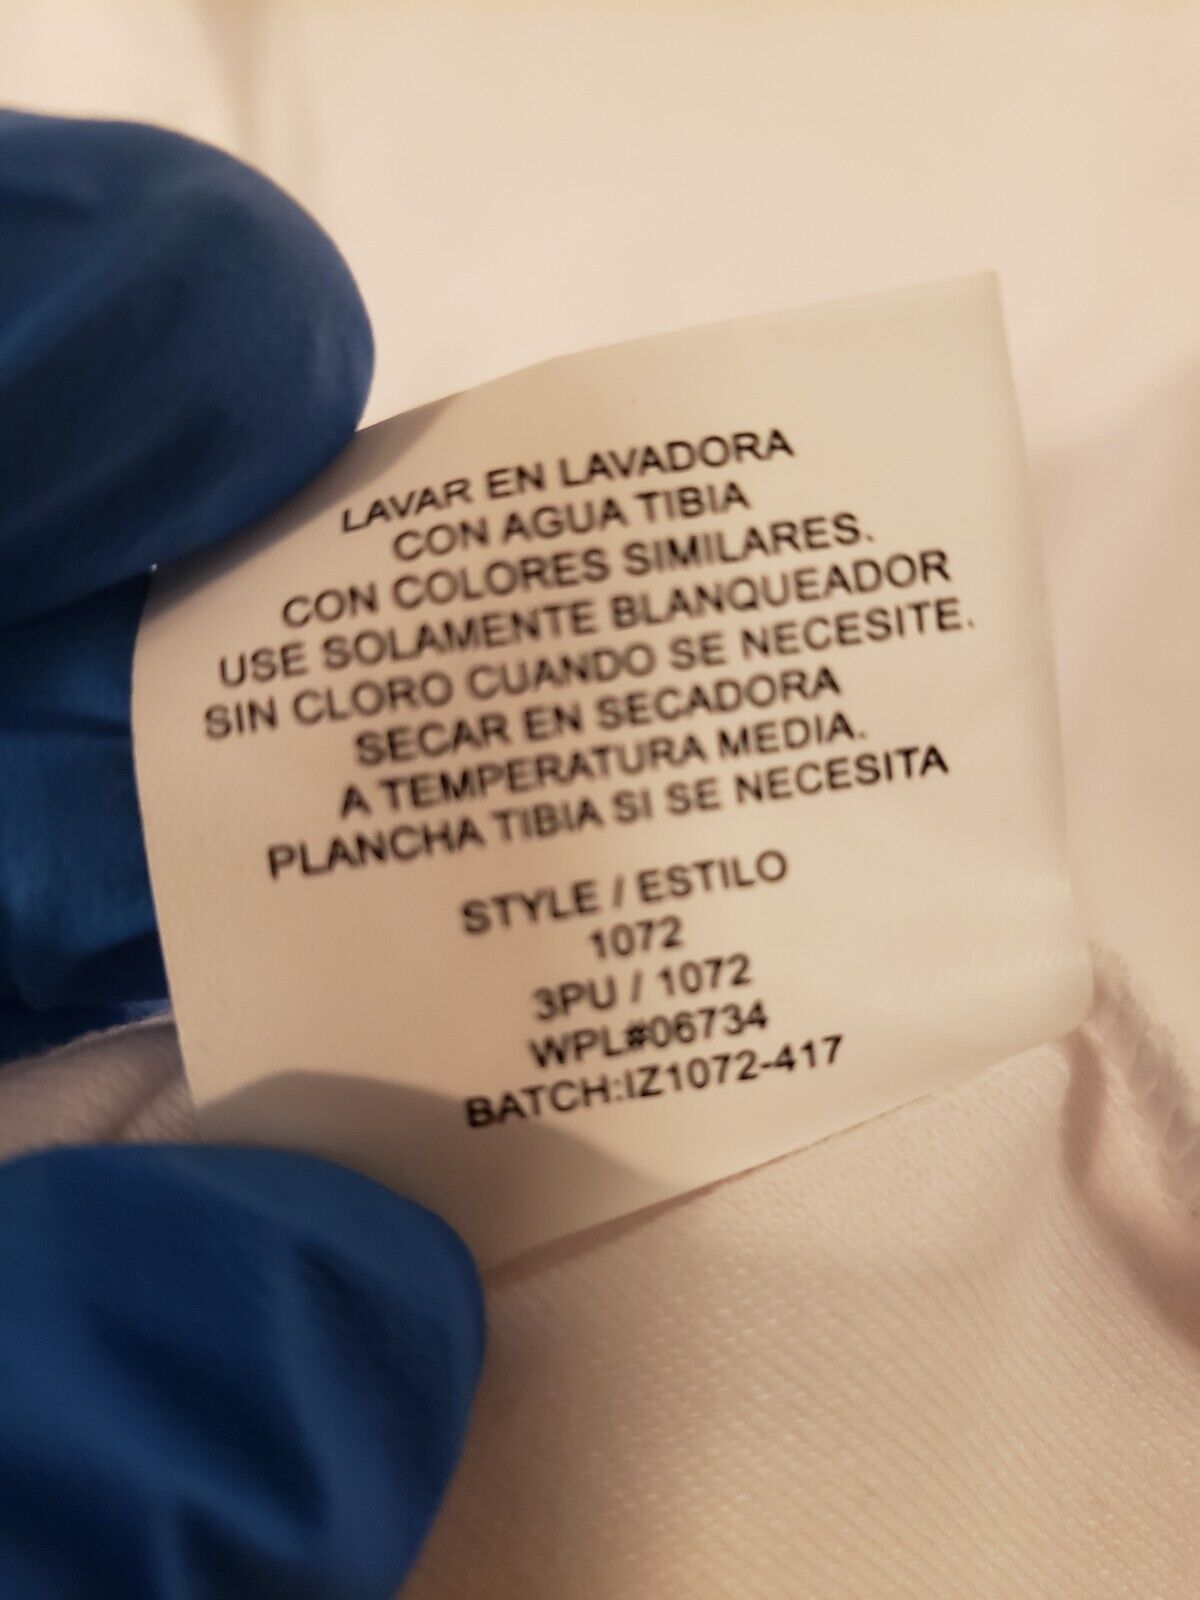 LAVAR EN LAVADORA
CON AGUA TIBIA
CON COLORES SIMILARES.
USE SOLAMENTE BLANQUEADOR
SIN CLORO CUANDO SE NECESITE.
SECAR EN SECADORA
A TEMPERATURA MEDIA.
PLANCHA TIBIA SI SE NECESITA
STYLE / ESTILO
1072
3PU / 1072
WPL#06734
BATCH:IZ1072-417